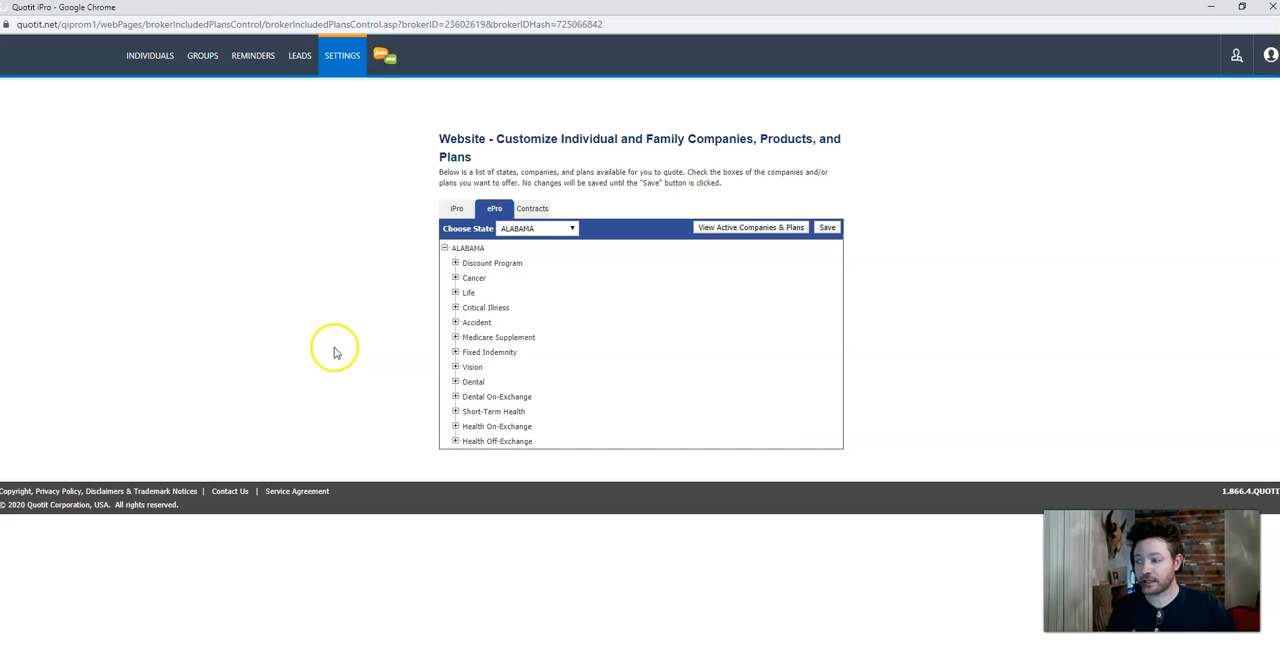 Quotit iPro - Google Chrome
quotit.net/qiprom1/webPages/brokerIncludedPlansControl/brokerIncludedPlansControl.asp?brokerID=23602619&brokerIDHash=725066842
INDIVIDUALS GROUPS REMINDERS LEADS SETTINGS join me
Website - Customize Individual and Family Companies, Products, and
Plans
Below is a list of states, companies, and plans available for you to quote. Check the boxes of the companies and/or
plans you want to offer. No changes will be saved until the "Save" button is clicked.
iPro ePro Contracts
Choose State ALABAMA View Active Companies & Plans Save
ALABAMA
Discount Program
Cancer
Life
Critical Illness
Accident
Medicare Supplement
Fixed Indemnity
Vision
Dental
Dental On-Exchange
Short-Term Health
Health On-Exchange
Health Off-Exchange
Copyright, Privacy Policy, Disclaimers & Trademark Notices | Contact Us | Service Agreement 1.866.4.QUOTI
© 2020 Quotit Corporation, USA. All rights reserved.